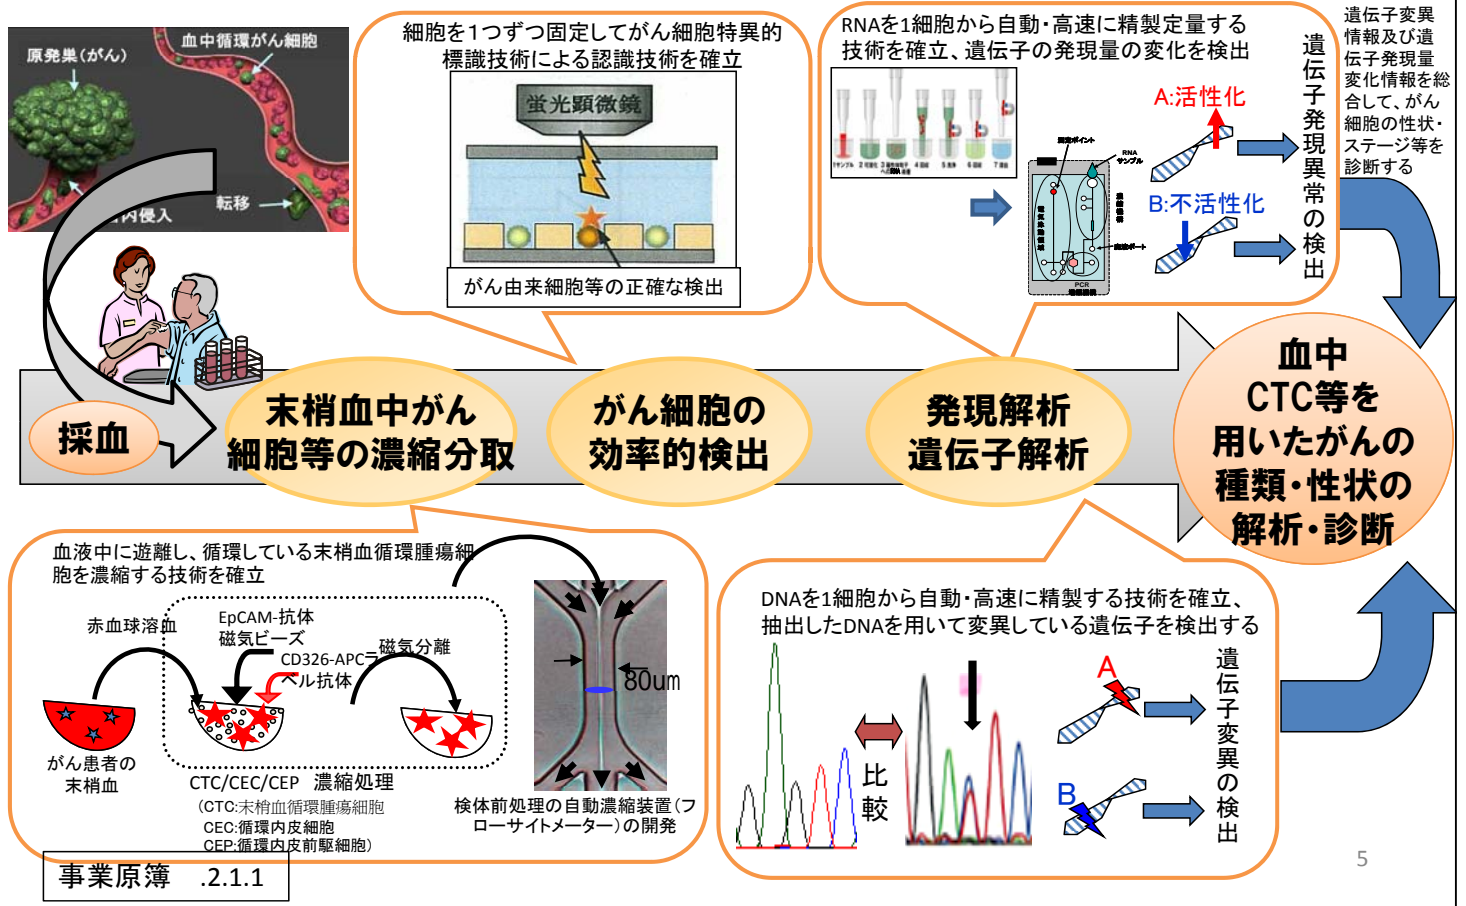 原発巣(がん)
血中循環がん細胞
内侵入
転移
細胞を１つずつ固定してがん細胞特異的
標識技術による認識技術を確立
蛍光顕微鏡
がん由来細胞等の正確な検出
RNAを1細胞から自動・高速に精製定量する
技術を確立、遺伝子の発現量の変化を検出
1サンプル
4 回収
5 洗浄
6 回収
RNA
サンプル
PCR
A:活性化
B:不活性化
遺伝子発現異常の検出
遺伝子変異
情報及び遺
伝子発現量
変化情報を総
合して、がん
細胞の性状・
ステージ等を
診断する
採血
末梢血中がん
細胞等の濃縮分取
がん細胞の
効率的検出
発現解析
遺伝子解析
血中
CTC等を
用いたがんの
種類・性状の
解析・診断
血液中に遊離し、循環している末梢血循環腫瘍細
胞を濃縮する技術を確立
赤血球溶血
EpCAM-抗体
磁気ビーズ
CD326-APCラ
ベル抗体
磁気分離
がん患者の
末梢血
CTC/CEC/CEP 濃縮処理
(CTC:末梢血循環腫瘍細胞
CEC:循環内皮細胞
CEP:循環内皮前駆細胞)
80um
検体前処理の自動濃縮装置(フ
ローサイトメーター)の開発
DNAを1細胞から自動・高速に精製する技術を確立、
抽出したDNAを用いて変異している遺伝子を検出する
比較
A
B
遺伝子変異の検出
事業原簿 .2.1.1
5